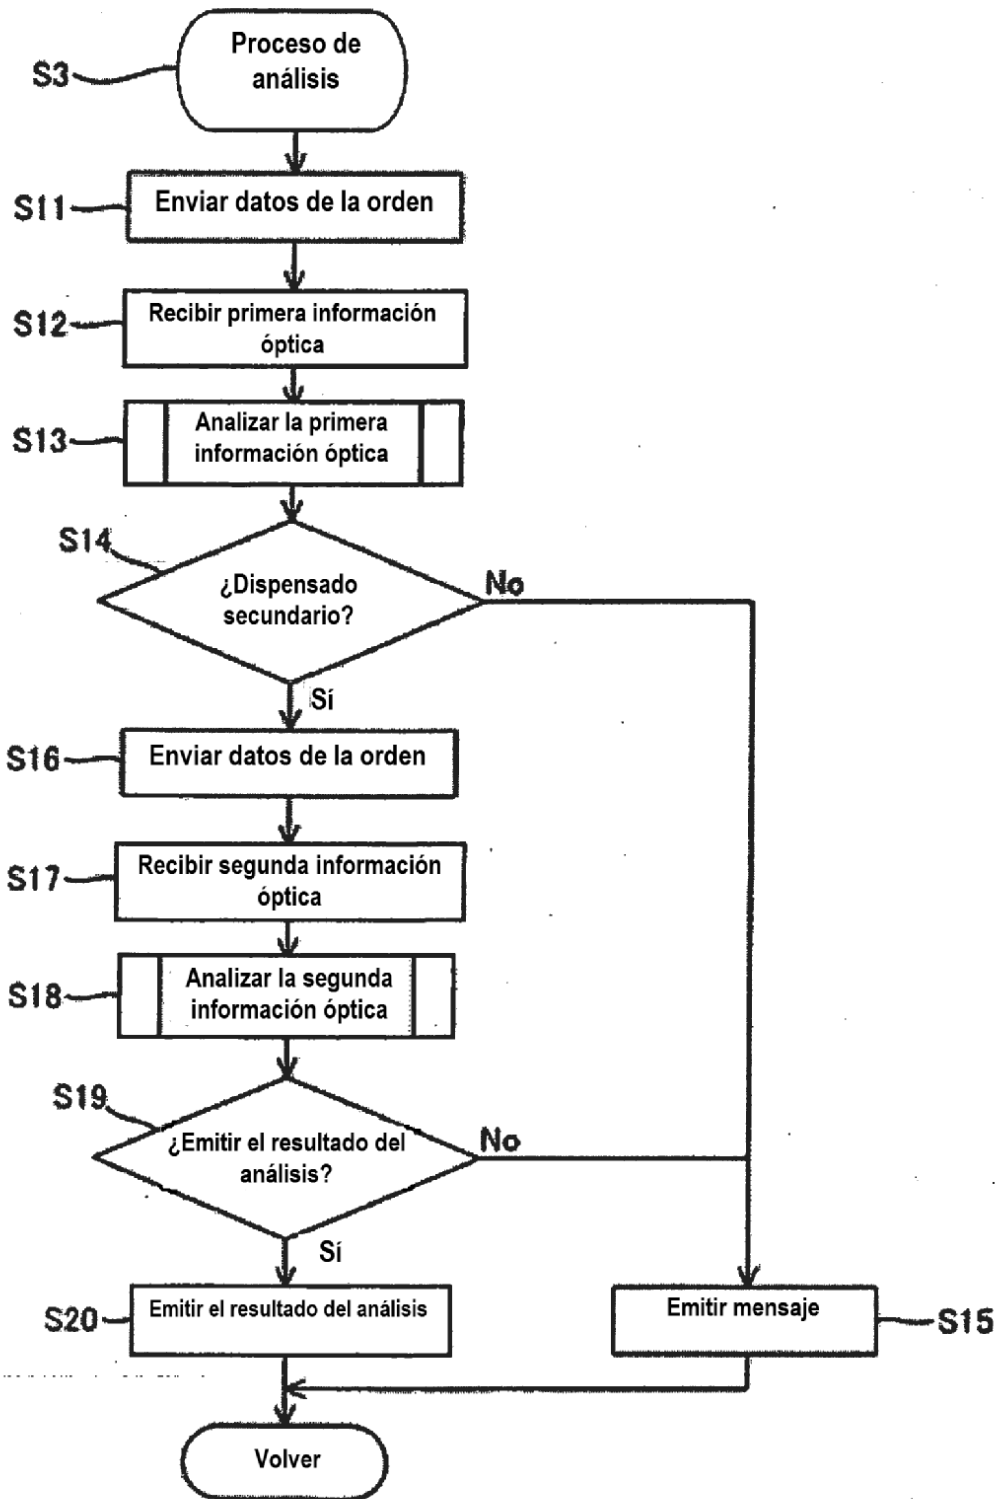 Proceso de
análisis
S3
S11
Enviar datos de la orden
S12
Recibir primera información
óptica
S13
Analizar la primera
información óptica
S14
¿Dispensado
secundario?
No
Sí
S16
Enviar datos de la orden
S17
Recibir segunda información
óptica
S18
Analizar la segunda
información óptica
S19
¿Emitir el resultado del
análisis?
No
Sí
S20
Emitir el resultado del análisis
Emitir mensaje
S15
Volver